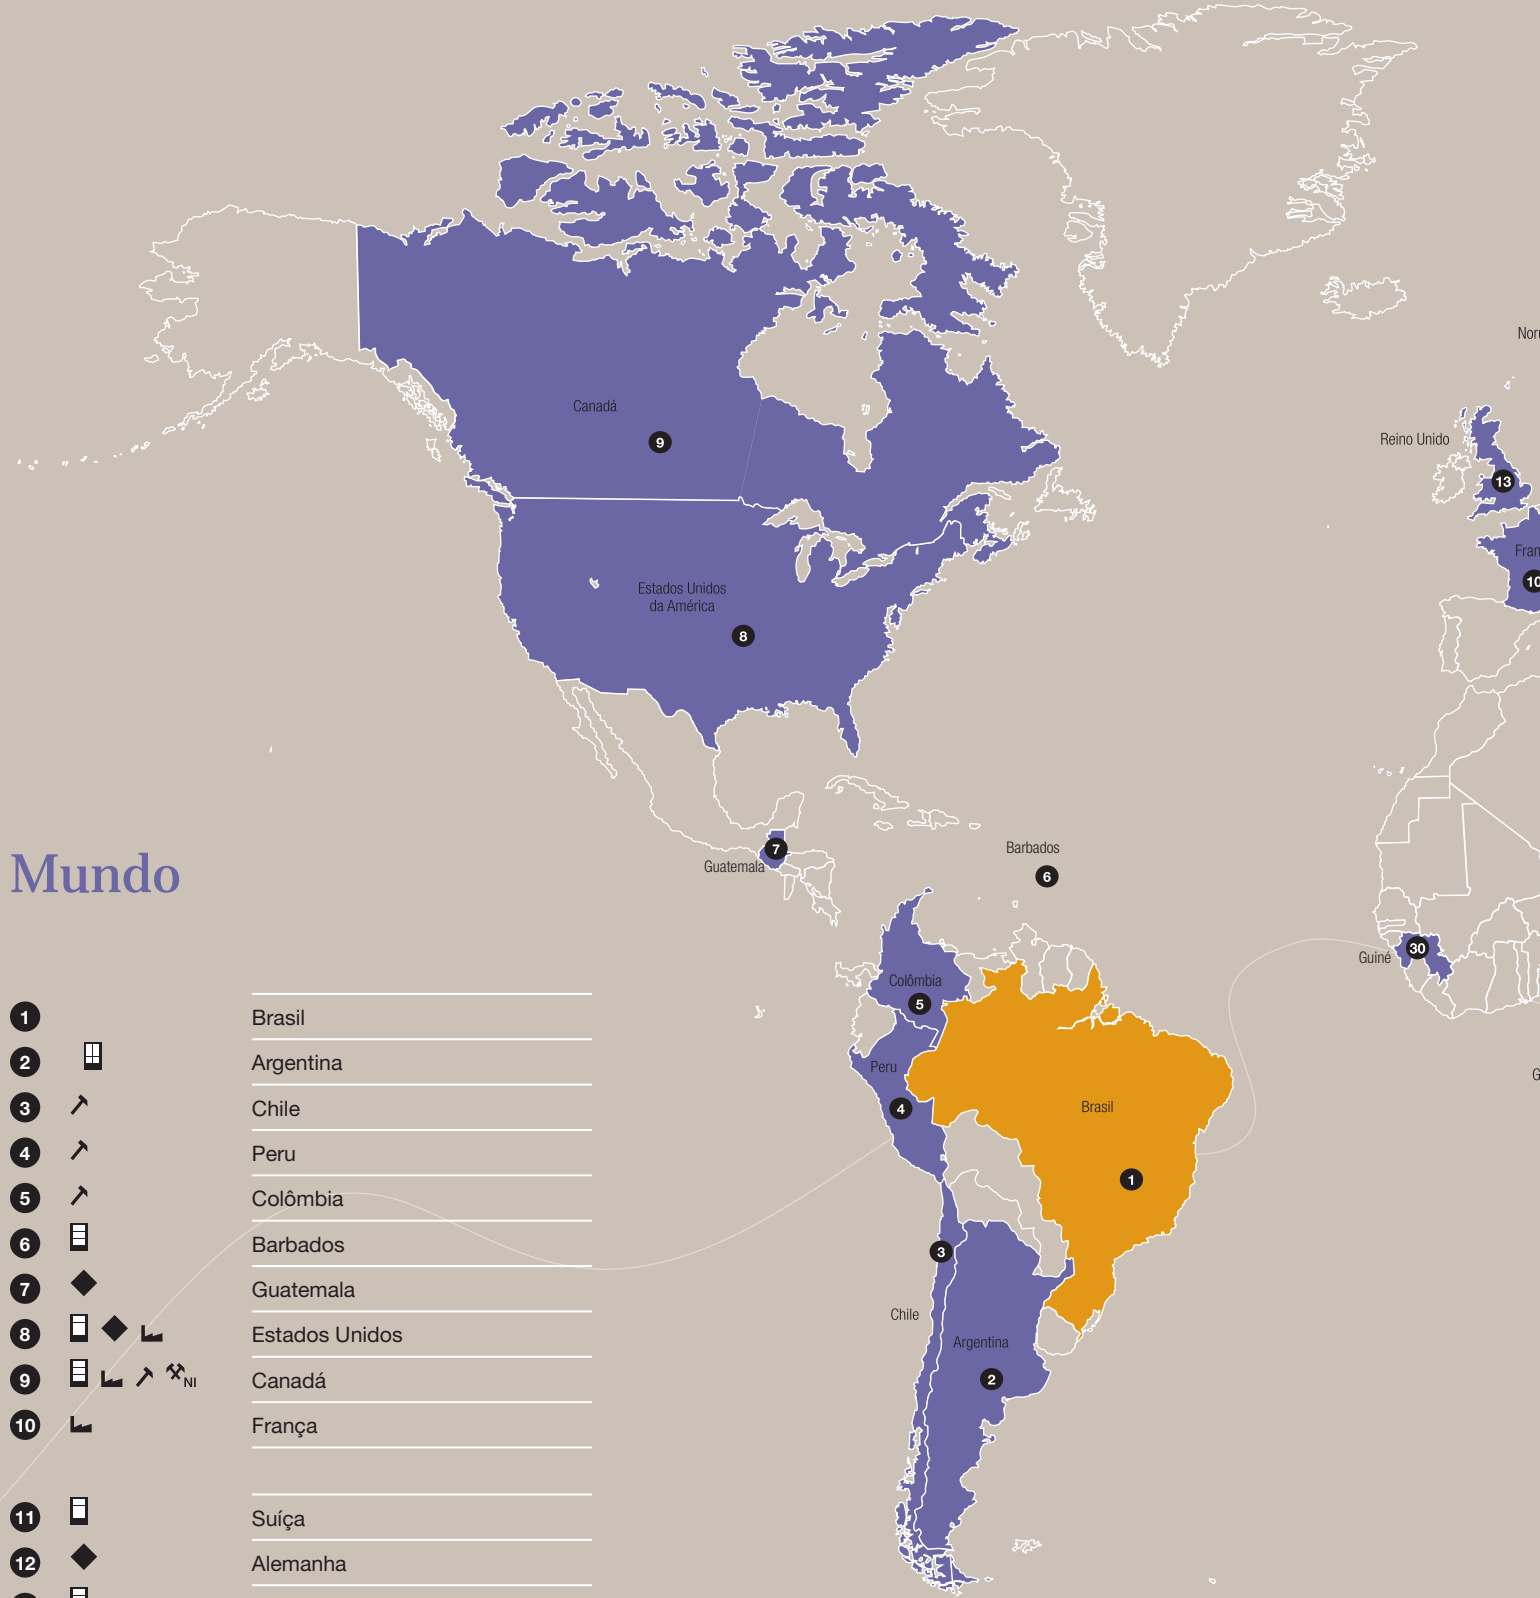 Nor
Canadá
9
Reino Unido
13
Fran
10
Estados Unidos
da América
8
7
Guatemala
Barbados
6
Mundo
30
Guiné
Colômbia
5
Peru
4
Brasil
1
3
Chile
Argentina
2
G
1 Brasil
2 Argentina
3 Chile
4 Peru
5 Colômbia
6 Barbados
7 Guatemala
8 Estados Unidos
9 NI Canadá
10 França
11 Suíça
12 Alemanha